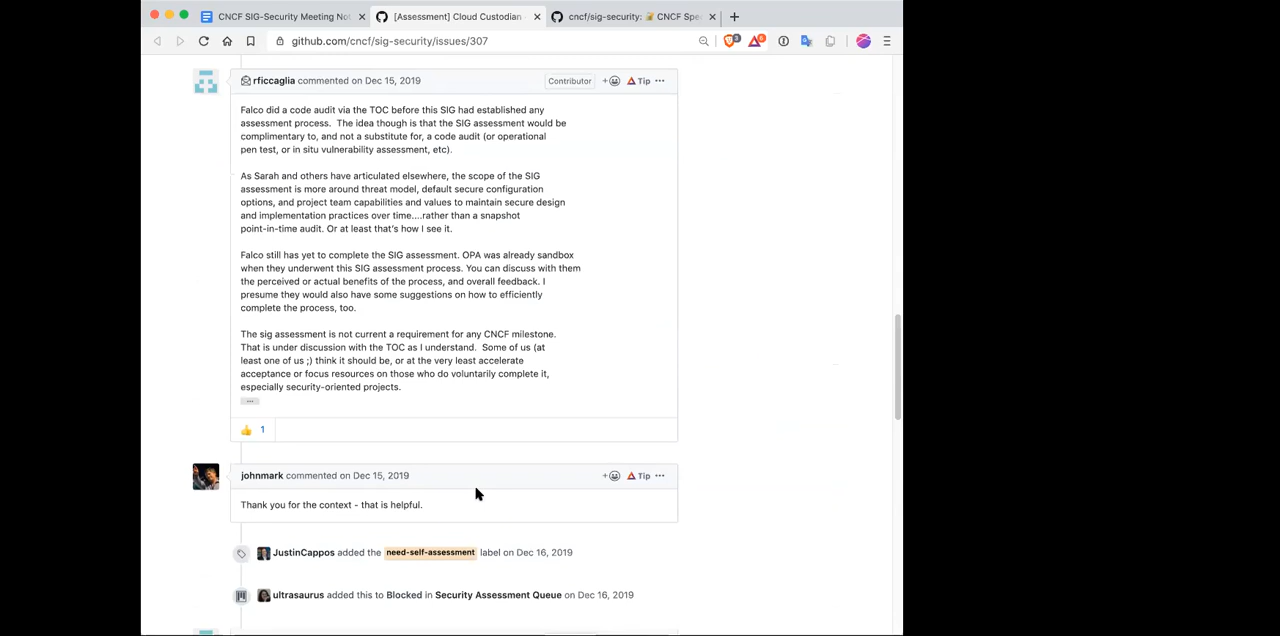 CNCF SIG-Security Meeting Not
[Assessment] Cloud Custodian
cncf/sig-security: CNCF Spe
github.com/cncf/sig-security/issues/307
rficcaglia commented on Dec 15, 2019
Contributor
Tip
Falco did a code audit via the TOC before this SIG had established any
assessment process. The idea though is that the SIG assessment would be
complimentary to, and not a substitute for, a code audit (or operational
pen test, or in situ vulnerability assessment, etc).
As Sarah and others have articulated elsewhere, the scope of the SIG
assessment is more around threat model, default secure configuration
options, and project team capabilities and values to maintain secure design
and implementation practices over time....rather than a snapshot
point-in-time audit. Or at least that's how I see it.
Falco still has yet to complete the SIG assessment. OPA was already sandbox
when they underwent this SIG assessment process. You can discuss with them
the perceived or actual benefits of the process, and overall feedback. I
presume they would also have some suggestions on how to efficiently
complete the process, too.
The sig assessment is not current a requirement for any CNCF milestone.
That is under discussion with the TOC as I understand. Some of us (at
least one of us ;) think it should be, or at the very least accelerate
acceptance or focus resources on those who do voluntarily complete it,
especially security-oriented projects.
1
johnmark commented on Dec 15, 2019
Tip
Thank you for the context - that is helpful.
JustinCappos added the need-self-assessment label on Dec 16, 2019
ultrasaurus added this to Blocked in Security Assessment Queue on Dec 16, 2019